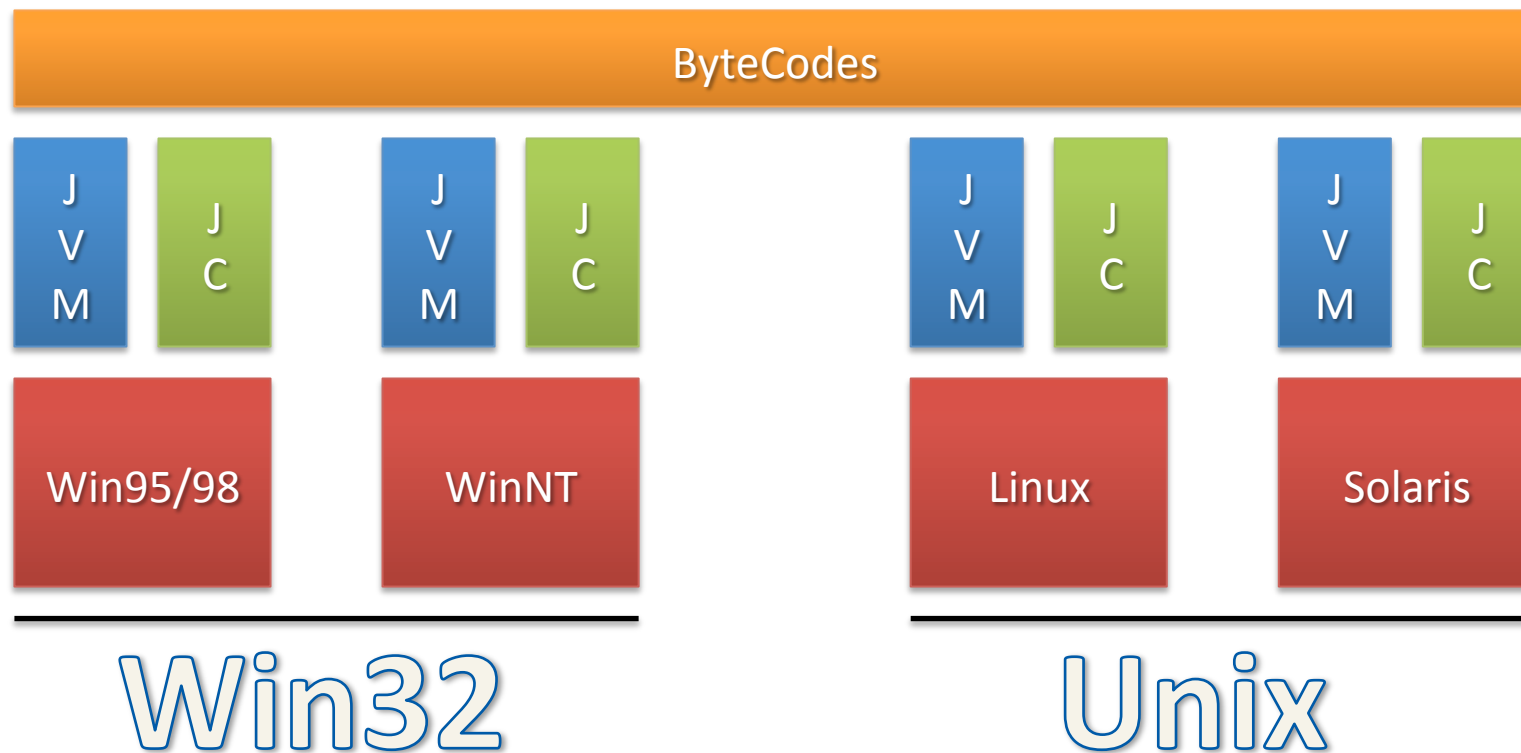 ByteCodes
J
V
M
J
C
J
V
M
J
C
J
V
M
J
C
J
V
M
J
C
Win95/98
WinNT
Linux
Solaris
Win32
Unix